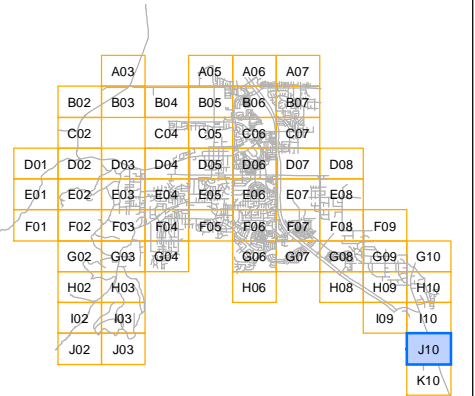 A03 A05 A06 A07
B02 B03 B04 B05 B06 B07
C02 C04 C05 C06 C07
D01 D02 D03 D04 D05 D06 D07 D08
E01 E02 E03 E04 E05 E06 E07 E08
F01 F02 F03 F04 F05 F06 F07 F08 F09
G02 G03 G04 G06 G07 G08 G09 G10
H02 H03 H06 H08 H09 H10
I02 I03 I09 I10
J02 J03 J10
K10